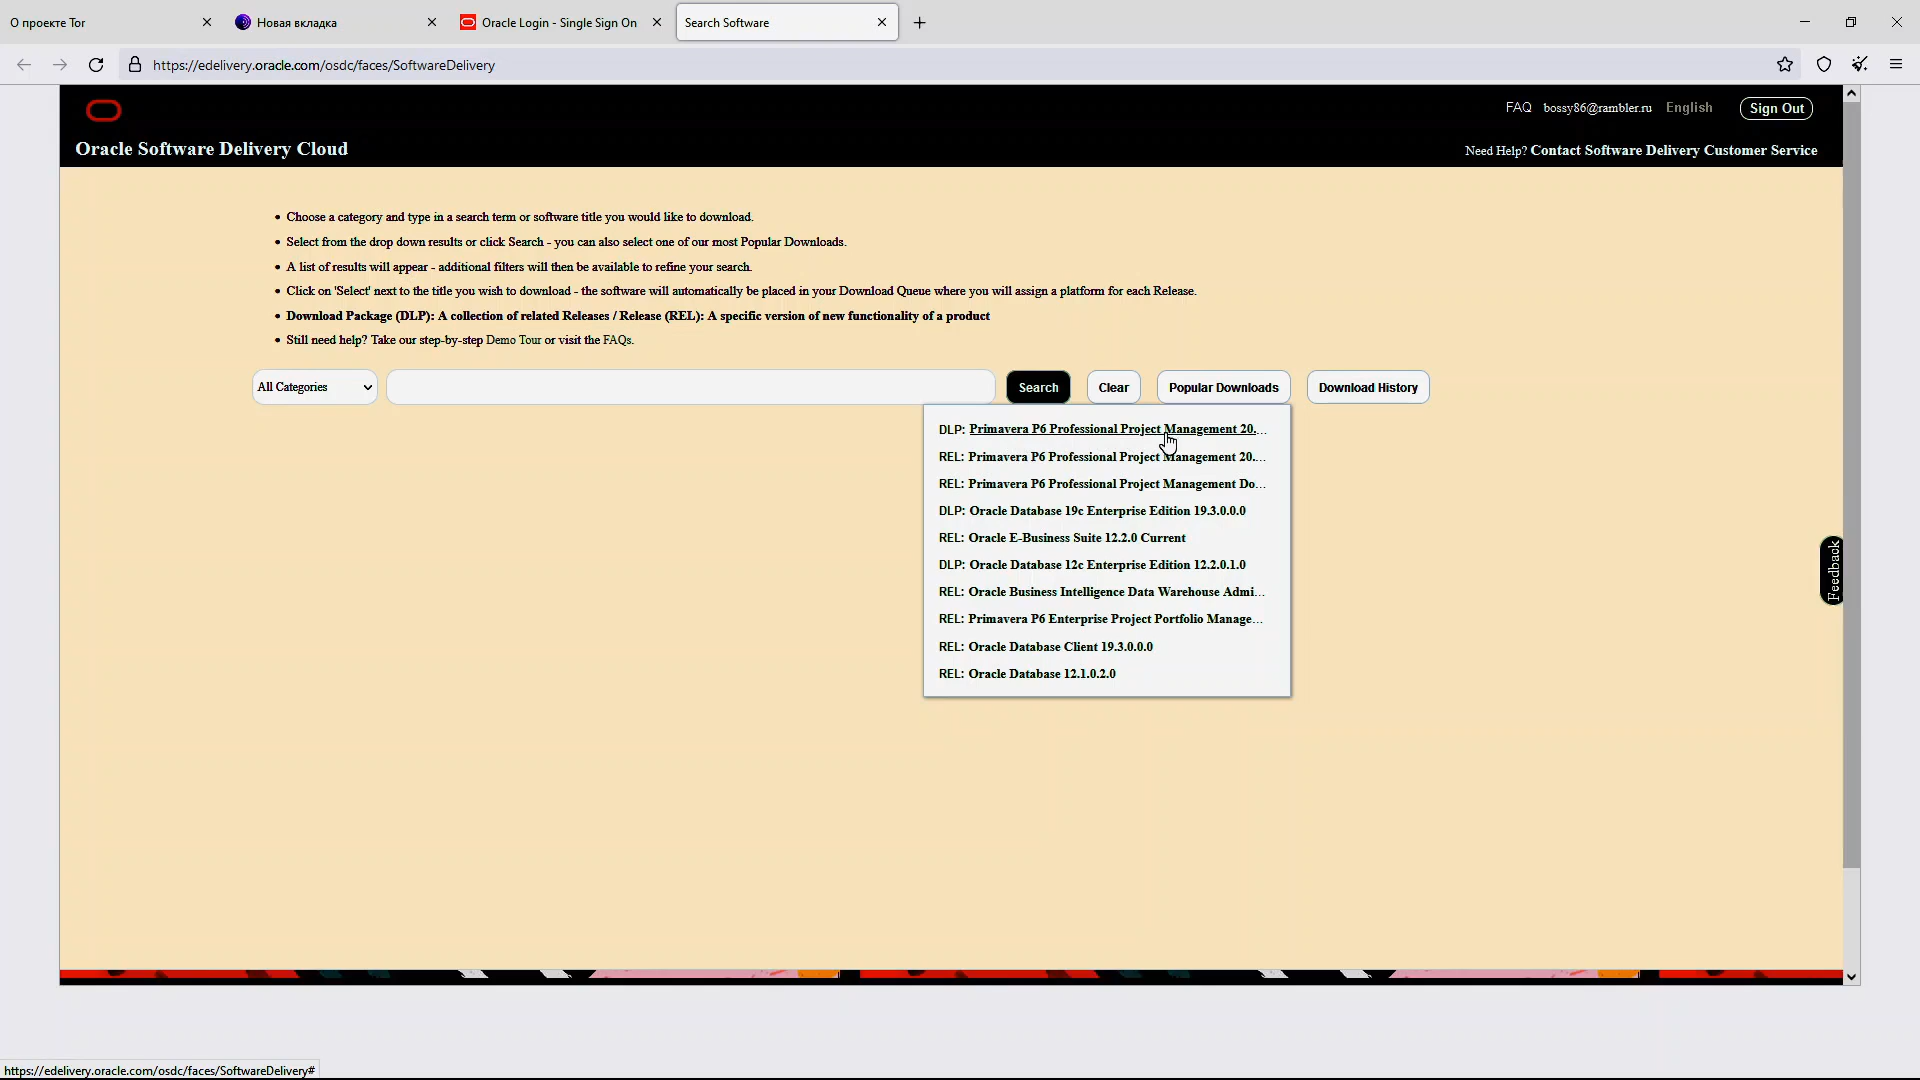 О проекте Tor
Новая вкладка
Oracle Login - Single Sign On
Search Software
https://edelivery.oracle.com/osdc/faces/SoftwareDelivery
FAQ bossy86@rambler.ru English Sign Out
Oracle Software Delivery Cloud
Need Help? Contact Software Delivery Customer Service
• Choose a category and type in a search term or software title you would like to download.
• Select from the drop down results or click Search - you can also select one of our most Popular Downloads.
• A list of results will appear - additional filters will then be available to refine your search.
• Click on 'Select' next to the title you wish to download - the software will automatically be placed in your Download Queue where you will assign a platform for each Release.
• Download Package (DLP): A collection of related Releases / Release (REL): A specific version of new functionality of a product
• Still need help? Take our step-by-step Demo Tour or visit the FAQs.
All Categories Search Clear Popular Downloads Download History
DLP: Primavera P6 Professional Project Management 20....
REL: Primavera P6 Professional Project Management 20....
REL: Primavera P6 Professional Project Management Do...
DLP: Oracle Database 19c Enterprise Edition 19.3.0.0.0
REL: Oracle E-Business Suite 12.2.0 Current
DLP: Oracle Database 12c Enterprise Edition 12.2.0.1.0
REL: Oracle Business Intelligence Data Warehouse Admi...
REL: Primavera P6 Enterprise Project Portfolio Manage...
REL: Oracle Database Client 19.3.0.0.0
REL: Oracle Database 12.1.0.2.0
Feedback
https://edelivery.oracle.com/osdc/faces/SoftwareDelivery#